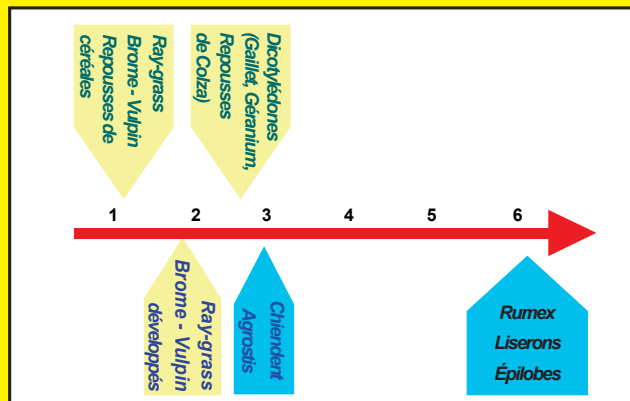 Ray-grass
Brome - Vulpin
Repousses de
céréales
Dicotylédones
(Gaillet, Géranium,
Repousses
de Colza)
1 2 3 4 5 6
Ray-grass
Brome - Vulpin
développés
Chiendent
Agrostis
Rumex
Liserons
Épilobes